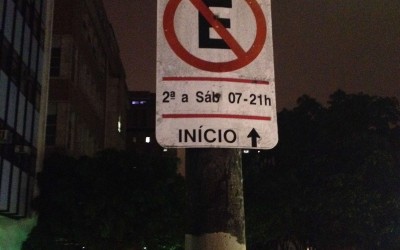 E
2ª a Sáb 07-21h
INÍCIO ↑